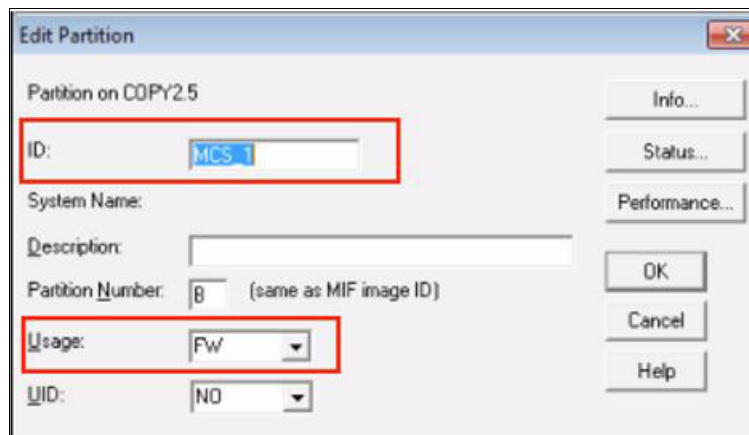 Edit Partition
Partition on COPY2.5
Info...
ID: MCS_1
Status...
System Name:
Performance...
Description:
Partition Number: B (same as MIF image ID)
OK
Cancel
Usage: FW
Help
UID: NO